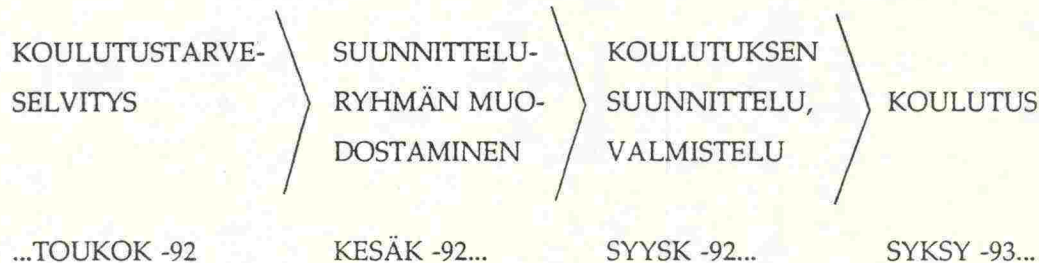 KOULUTUSTARVE-
SELVITYS
SUUNNITTELU-
RYHMÄN MUO-
DOSTAMINEN
KOULUTUKSEN
SUUNNITTELU,
VALMISTELU
KOULUTUS
...TOUKOK -92
KESÄK -92...
SYYSK -92...
SYKSY -93...